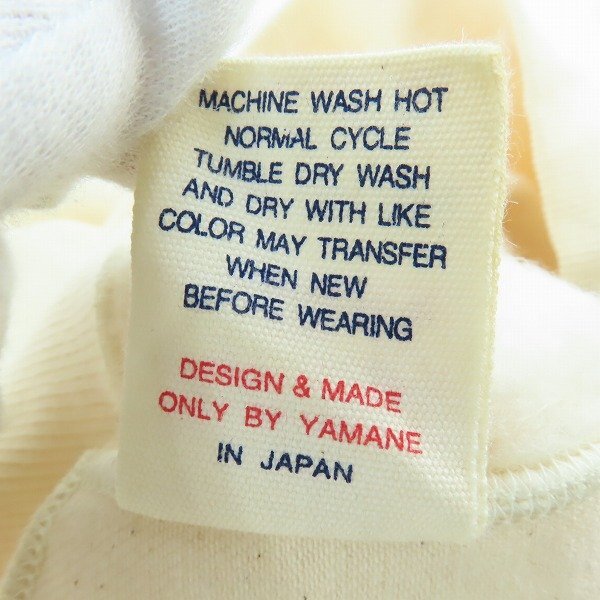 MACHINE WASH HOT
NORMAL CYCLE
TUMBLE DRY WASH
AND DRY WITH LIKE
COLOR MAY TRANSFER
WHEN NEW
BEFORE WEARING
DESIGN & MADE
ONLY BY YAMANE
IN JAPAN